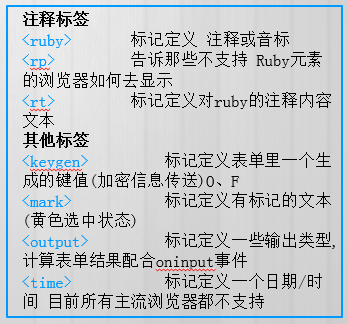 注释标签
<ruby> 标记定义 注释或音标
<rp> 告诉那些不支持 Ruby元素
的浏览器如何去显示
<rt> 标记定义对ruby的注释内容
文本
其他标签
<keygen> 标记定义表单里一个生
成的键值(加密信息传送)O、F
<mark> 标记定义有标记的文本
(黄色选中状态)
<output> 标记定义一些输出类型,
计算表单结果配合oninput事件
<time> 标记定义一个日期/时
间 目前所有主流浏览器都不支持